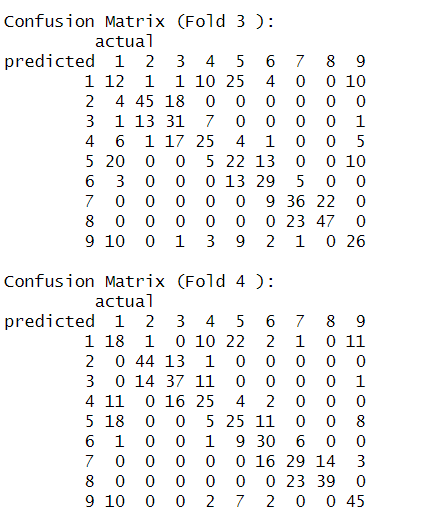 Confusion Matrix (Fold 3 ):
actual
predicted 1 2 3 4 5 6 7 8 9
1 12 1 1 10 25 4 0 0 10
2 4 45 18 0 0 0 0 0 0
3 1 13 31 7 0 0 0 0 1
4 6 1 17 25 4 1 0 0 5
5 20 0 0 5 22 13 0 0 10
6 3 0 0 0 13 29 5 0 0
7 0 0 0 0 0 9 36 22 0
8 0 0 0 0 0 0 23 47 0
9 10 0 1 3 9 2 1 0 26
Confusion Matrix (Fold 4 ):
actual
predicted 1 2 3 4 5 6 7 8 9
1 18 1 0 10 22 2 1 0 11
2 0 44 13 1 0 0 0 0 0
3 0 14 37 11 0 0 0 0 1
4 11 0 16 25 4 2 0 0 0
5 18 0 0 5 25 11 0 0 8
6 1 0 0 1 9 30 6 0 0
7 0 0 0 0 0 16 29 14 3
8 0 0 0 0 0 0 23 39 0
9 10 0 0 2 7 2 0 0 45